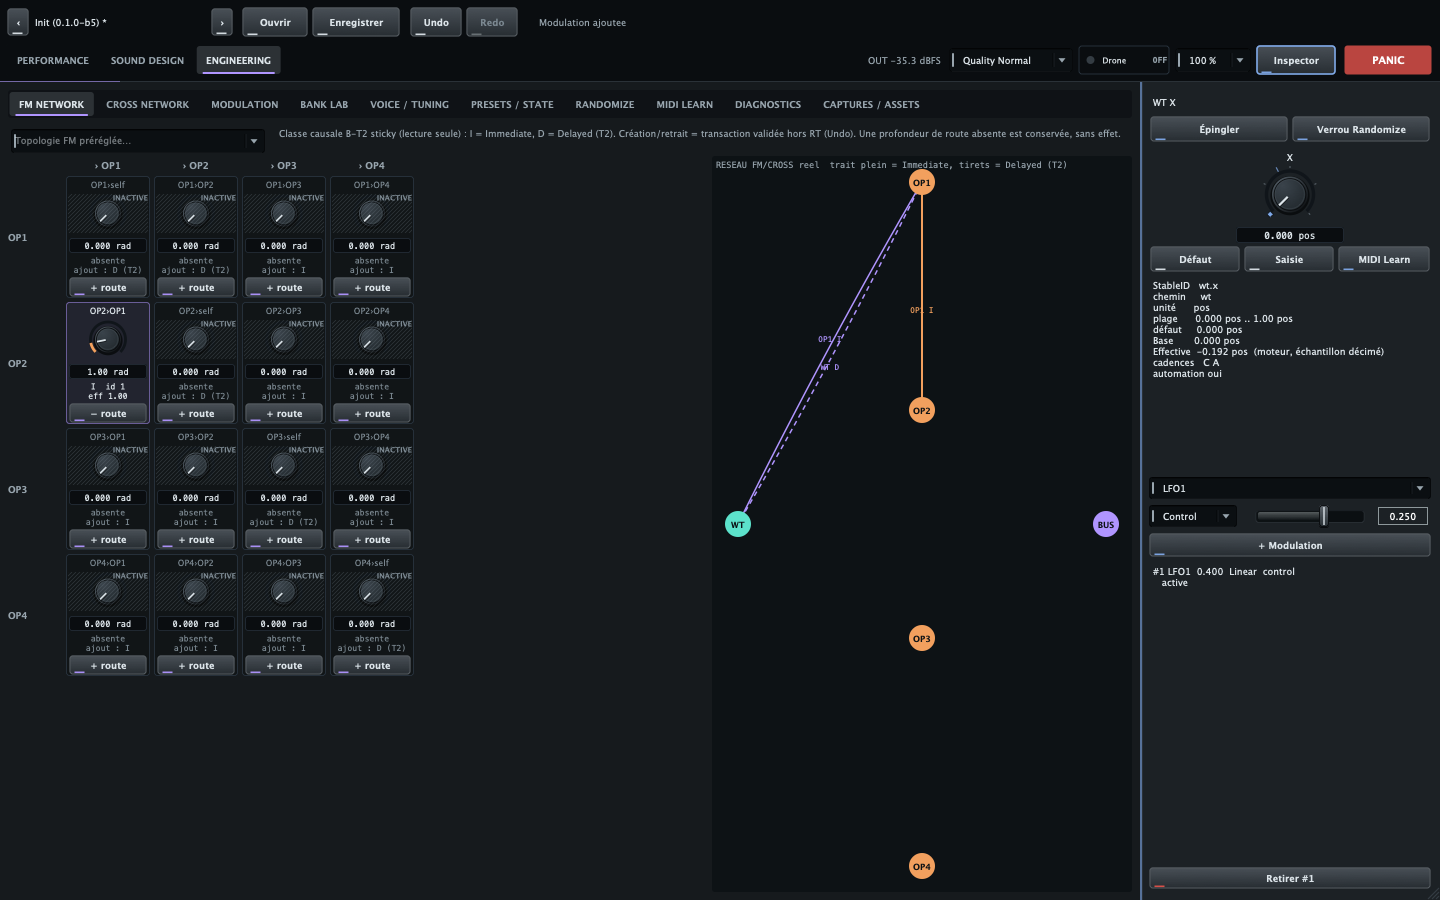 ‹ Init (0.1.0-b5) * › Ouvrir Enregistrer Undo Redo Modulation ajoutee
PERFORMANCE SOUND DESIGN ENGINEERING OUT -35.3 dBFS Quality Normal Drone OFF 100 % Inspector PANIC
FM NETWORK CROSS NETWORK MODULATION BANK LAB VOICE / TUNING PRESETS / STATE RANDOMIZE MIDI LEARN DIAGNOSTICS CAPTURES / ASSETS
Topologie FM préréglée... Classe causale B-T2 sticky (lecture seule) : I = Immediate, D = Delayed (T2). Création/retrait = transaction validée hors RT (Undo). Une profondeur de route absente est conservée, sans effet.
› OP1 › OP2 › OP3 › OP4
OP1
OP1›self OP1›OP2 OP1›OP3 OP1›OP4
INACTIVE INACTIVE INACTIVE INACTIVE
0.000 rad 0.000 rad 0.000 rad 0.000 rad
absente absente absente absente
ajout : D (T2) ajout : I ajout : I ajout : I
+ route + route + route + route
OP2
OP2›OP1 OP2›self OP2›OP3 OP2›OP4
INACTIVE INACTIVE INACTIVE
1.00 rad 0.000 rad 0.000 rad 0.000 rad
I id 1 absente absente absente
eff 1.00 ajout : D (T2) ajout : I ajout : I
− route + route + route + route
OP3
OP3›OP1 OP3›OP2 OP3›self OP3›OP4
INACTIVE INACTIVE INACTIVE INACTIVE
0.000 rad 0.000 rad 0.000 rad 0.000 rad
absente absente absente absente
ajout : I ajout : I ajout : D (T2) ajout : I
+ route + route + route + route
OP4
OP4›OP1 OP4›OP2 OP4›OP3 OP4›self
INACTIVE INACTIVE INACTIVE INACTIVE
0.000 rad 0.000 rad 0.000 rad 0.000 rad
absente absente absente absente
ajout : I ajout : I ajout : I ajout : D (T2)
+ route + route + route + route
RESEAU FM/CROSS reel trait plein = Immediate, tirets = Delayed (T2)
OP1
OP1 I
OP1 I
WT D
OP2
WT
BUS
OP3
OP4
WT X
Épingler Verrou Randomize
X
0.000 pos
Défaut Saisie MIDI Learn
StableID wt.x
chemin wt
unité pos
plage 0.000 pos .. 1.00 pos
défaut 0.000 pos
Base 0.000 pos
Effective -0.192 pos (moteur, échantillon décimé)
cadences C A
automation oui
LFO1
Control 0.250
+ Modulation
#1 LFO1 0.400 Linear control
active
Retirer #1